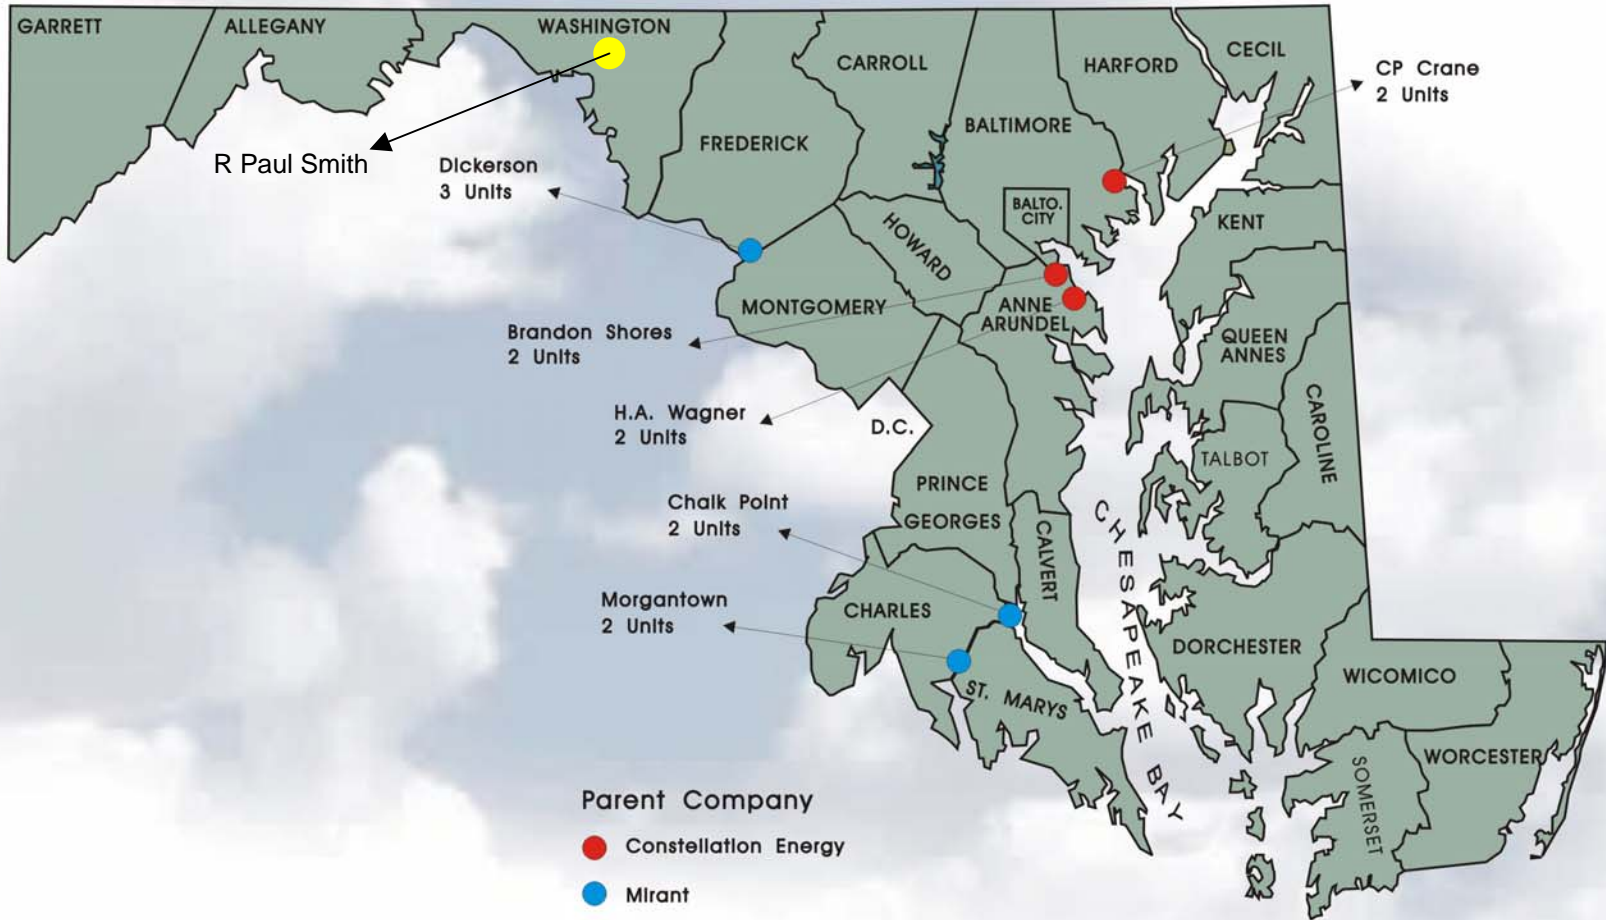 GARRETT
ALLEGANY
WASHINGTON
CARROLL
HARFORD
CECIL
CP Crane
2 Units
BALTIMORE
FREDERICK
R Paul Smith
Dickerson
3 Units
BALTO.
CITY
KENT
HOWARD
MONTGOMERY
ANNE
ARUNDEL
Brandon Shores
2 Units
QUEEN
ANNES
CAROLINE
H.A. Wagner
2 Units
D.C.
TALBOT
PRINCE
GEORGES
Chalk Point
2 Units
CALVERT
CHESAPEAKE BAY
Morgantown
2 Units
CHARLES
DORCHESTER
WICOMICO
ST. MARYS
WORCESTER
SOMERSET
Parent Company
Constellation Energy
Mirant